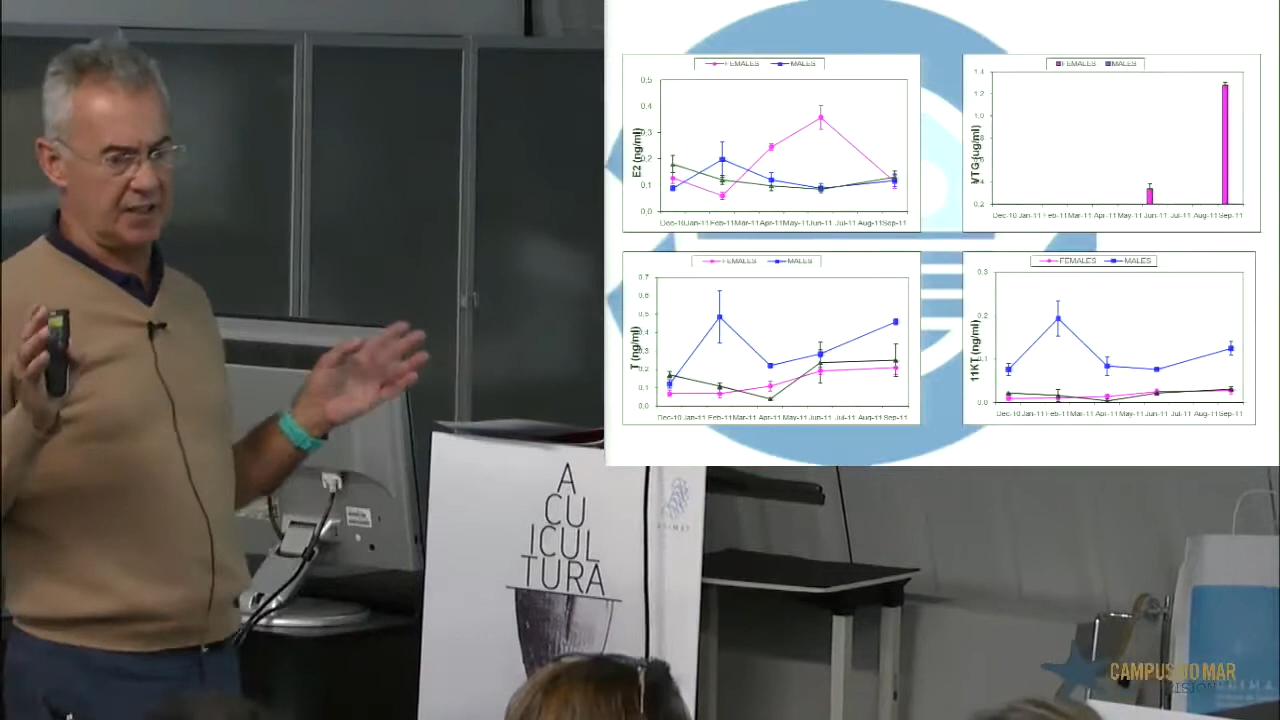 FEMALES MALES
E2 (ng/ml)
0,5
0,4
0,3
0,2
0,1
0,0
Dec-10 Jan-11 Feb-11 Mar-11 Apr-11 May-11 Jun-11 Jul-11 Aug-11 Sep-11
FEMALES MALES
VTG (ug/ml)
1.4
1.2
1.0
0.2
Dec-10 Jan-11 Feb-11 Mar-11 Apr-11 May-11 Jun-11 Jul-11 Aug-11 Sep-11
FEMALES MALES
T (ng/ml)
0.7
0.6
0.5
0.4
0.3
0.2
0.1
0.0
Dec-10 Jan-11 Feb-11 Mar-11 Apr-11 May-11 Jun-11 Jul-11 Aug-11 Sep-11
FEMALES MALES
11KT (ng/ml)
0.3
0.2
0.1
0.0
Dec-10 Jan-11 Feb-11 Mar-11 Apr-11 May-11 Jun-11 Jul-11 Aug-11 Sep-11
A
CU
ICUL
TURA
CAMPUS DO MAR